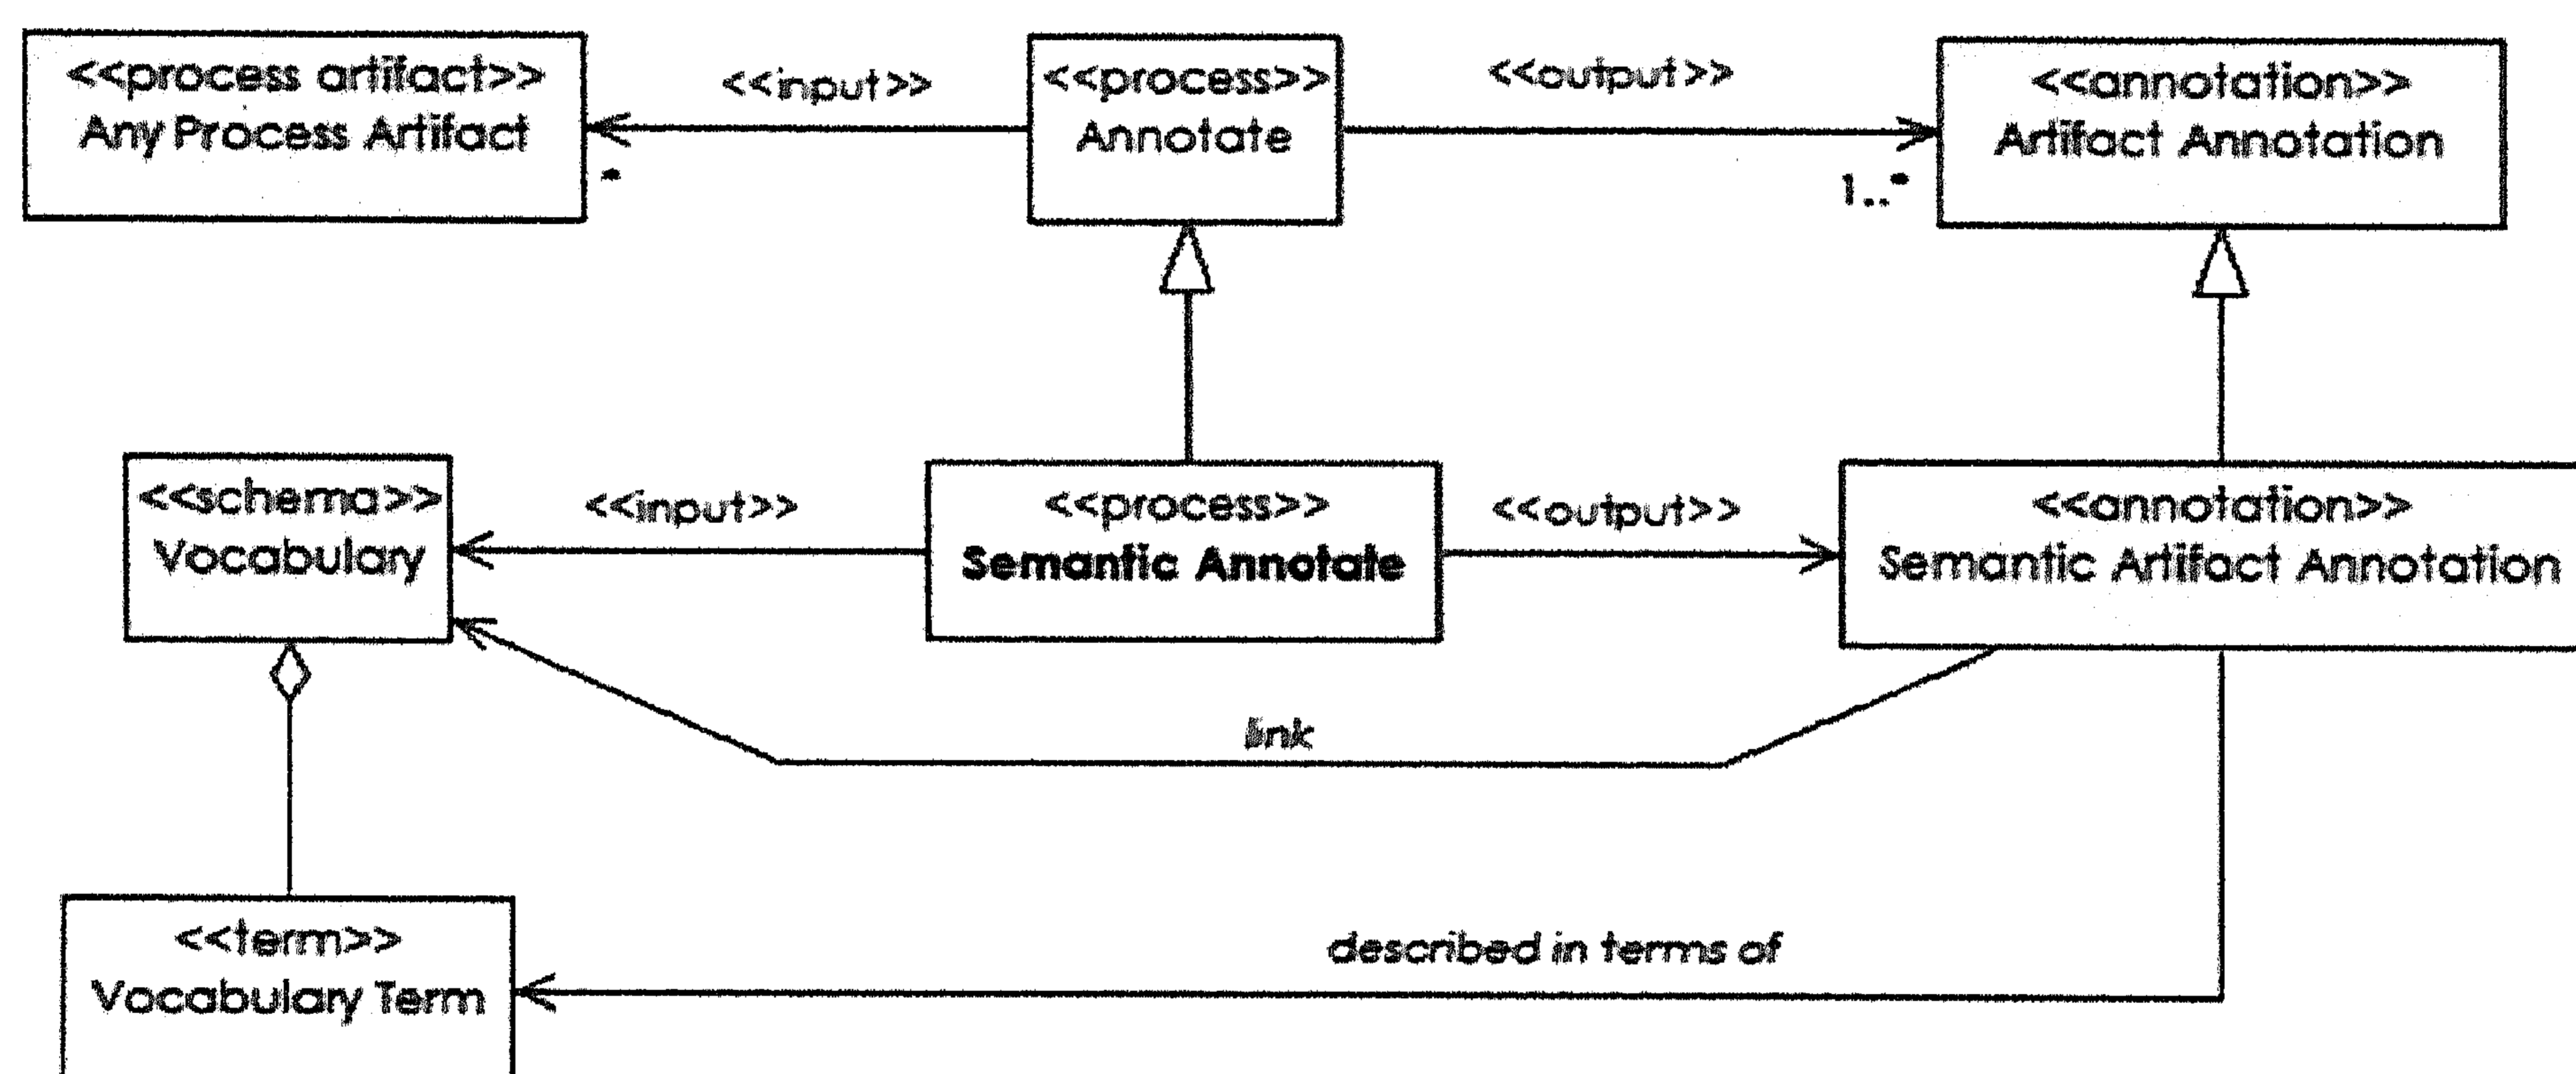 <<process artifact>>
Any Process Artifact
<<input>>
*
<<process>>
Annotate
<<output>>
1..*
<<annotation>>
Artifact Annotation
<<schema>>
Vocabulary
<<input>>
<<process>>
Semantic Annotate
<<output>>
<<annotation>>
Semantic Artifact Annotation
link
<<term>>
Vocabulary Term
described in terms of